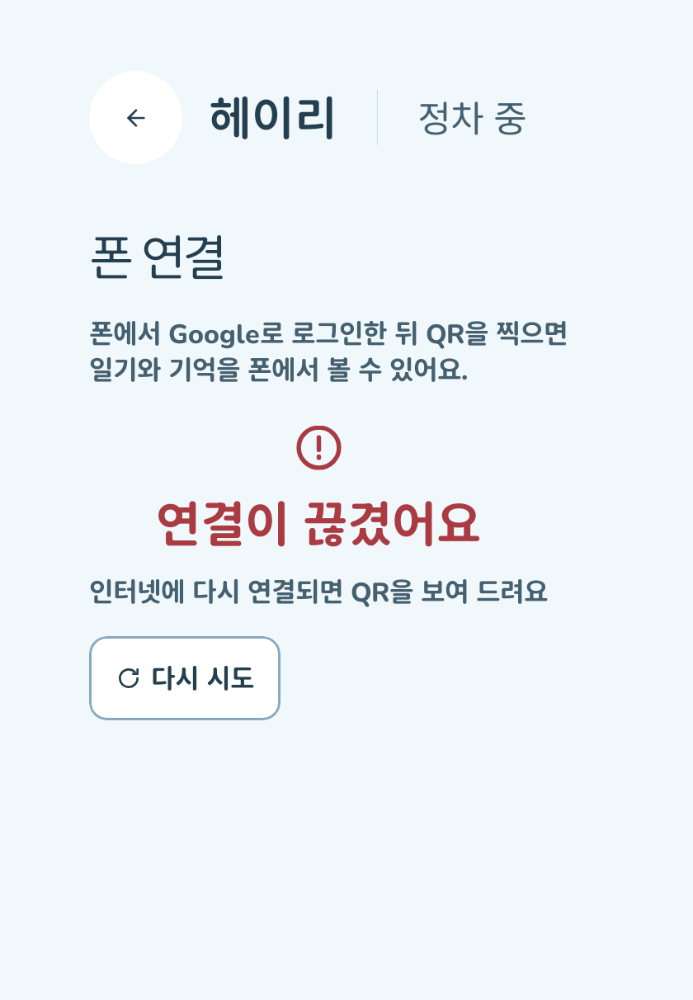 헤이리
정차 중
폰 연결
폰에서 Google로 로그인한 뒤 QR을 찍으면
일기와 기억을 폰에서 볼 수 있어요.
연결이 끊겼어요
인터넷에 다시 연결되면 QR을 보여 드려요
다시 시도